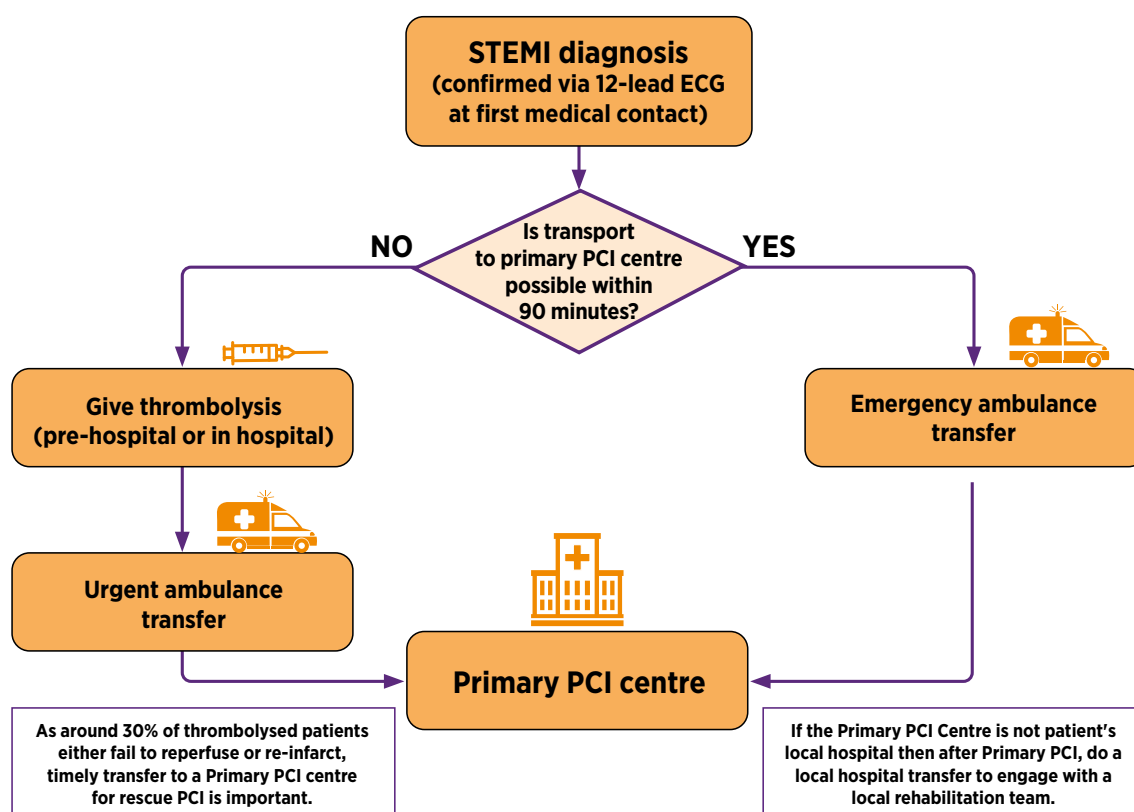 STEMI diagnosis
(confirmed via 12-lead ECG
at first medical contact)
NO
YES
Is transport
to primary PCI centre
possible within
90 minutes?
Give thrombolysis
(pre-hospital or in hospital)
Emergency ambulance
transfer
Urgent ambulance
transfer
Primary PCI centre
As around 30% of thrombolysed patients
either fail to reperfuse or re-infarct,
timely transfer to a Primary PCI centre
for rescue PCI is important.
If the Primary PCI Centre is not patient's
local hospital then after Primary PCI, do a
local hospital transfer to engage with a
local rehabilitation team.